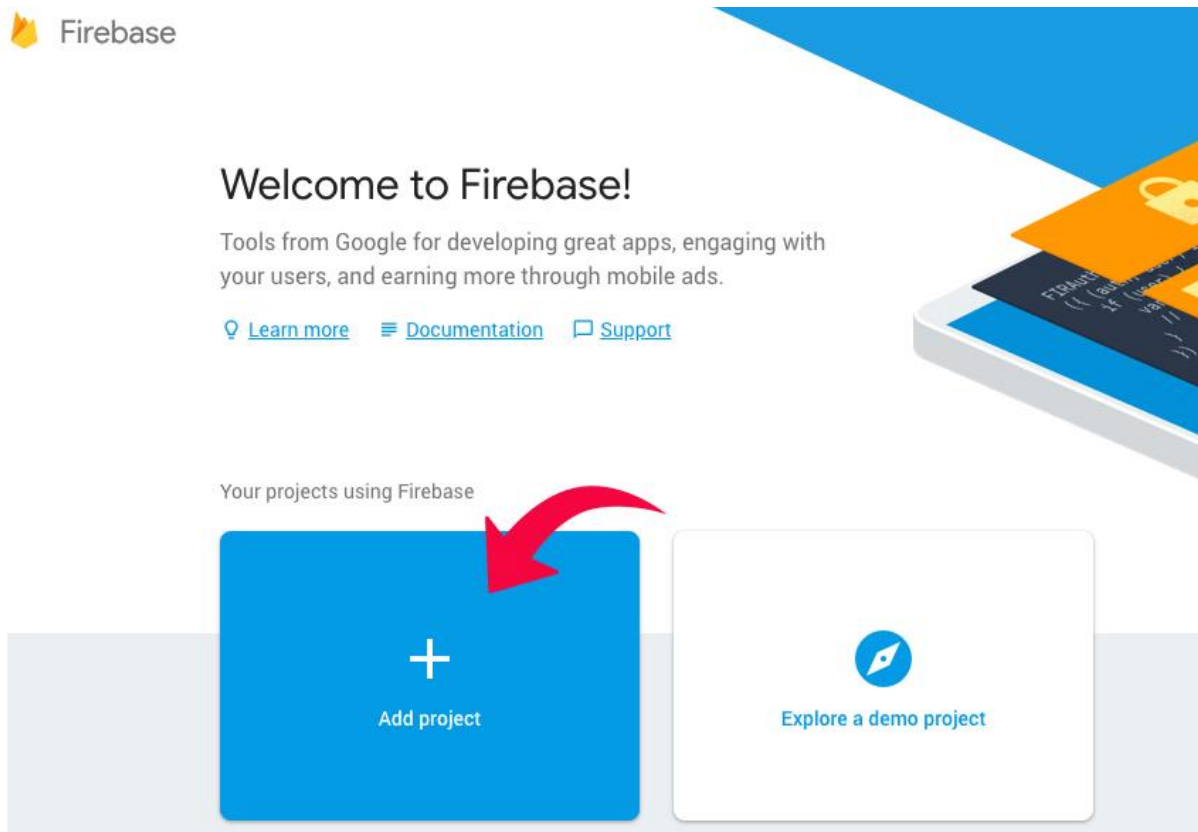 Firebase
Welcome to Firebase!
Tools from Google for developing great apps, engaging with
your users, and earning more through mobile ads.
Learn more
Documentation
Support
Your projects using Firebase
Add project
Explore a demo project